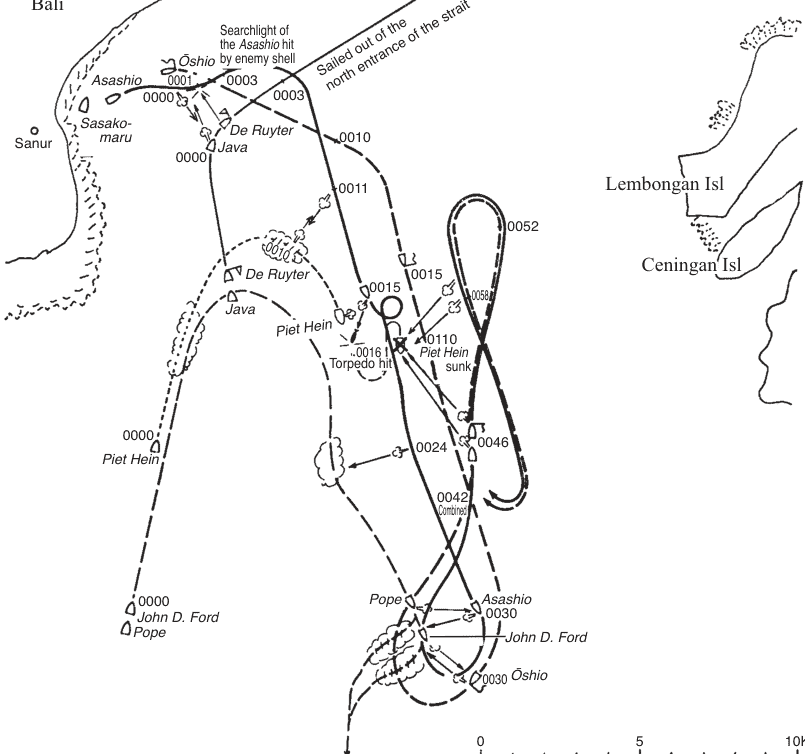 Bali
Searchlight of
the Asashio hit
by enemy shell
Sailed out of the
north entrance of the strait
Ōshio
Asashio
0001
0003
0000
0003
Sasako-
maru
De Ruyter
Sanur
Java
0000
0010
0011
Lembongan Isl
0052
0010
Ceningan Isl
De Ruyter
0015
0015
0058
Java
Piet Hein
0110
Piet Hein
sunk
0016
Torpedo hit
0000
Piet Hein
0046
0024
0042
Combined
0000
John D. Ford
Pope
Pope
Asashio
0030
John D. Ford
0030 Ōshio
0
5
10K